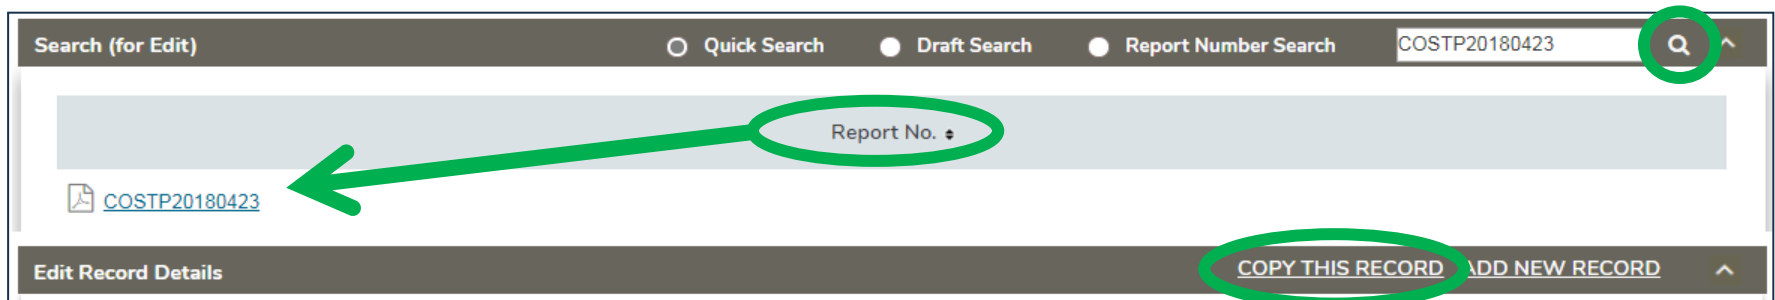 Search (for Edit) Quick Search Draft Search Report Number Search COSTP20180423
Report No.
COSTP20180423
Edit Record Details COPY THIS RECORD ADD NEW RECORD